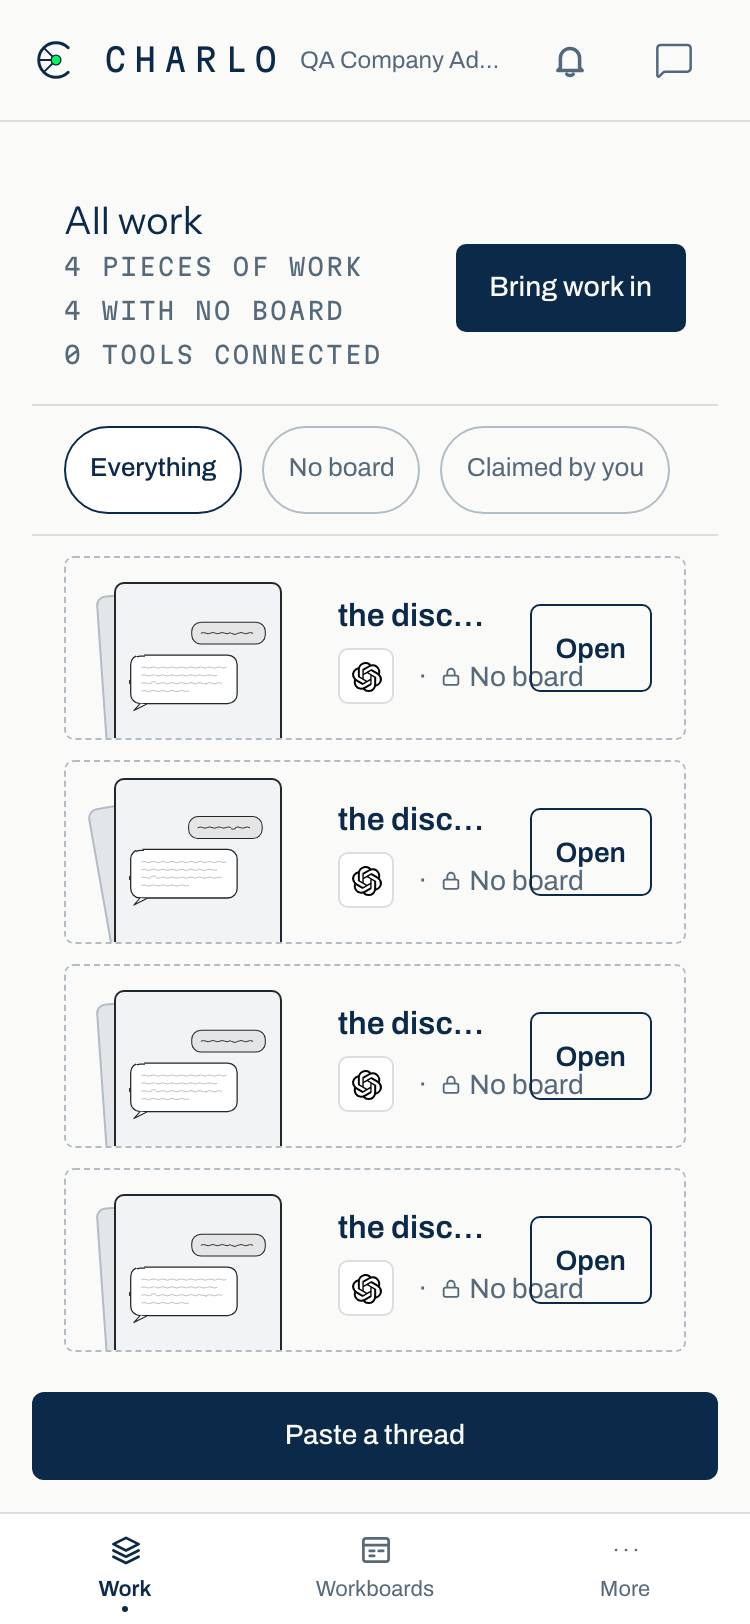 CHARLO QA Company Ad...
All work
4 PIECES OF WORK
4 WITH NO BOARD
0 TOOLS CONNECTED
Bring work in
Everything No board Claimed by you
the disc...
Open
· No board
the disc...
Open
· No board
the disc...
Open
· No board
the disc...
Open
· No board
Paste a thread
Work Workboards More